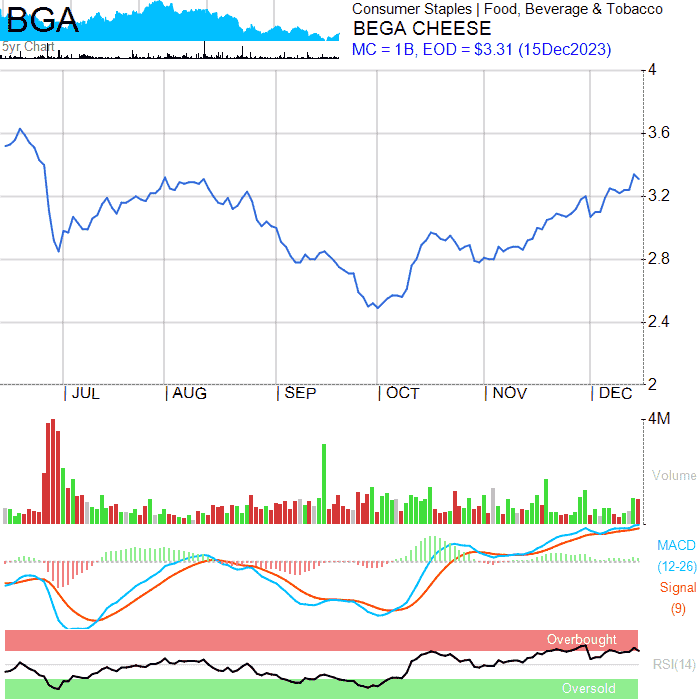 BGA
5yr Chart
Consumer Staples | Food, Beverage & Tobacco
BEGA CHEESE
MC = 1B, EOD = $3.31 (15Dec2023)
4
3.6
3.2
2.8
2.4
2
JUL AUG SEP OCT NOV DEC
4M
Volume
MACD
(12-26)
Signal
(9)
Overbought
RSI(14)
Oversold